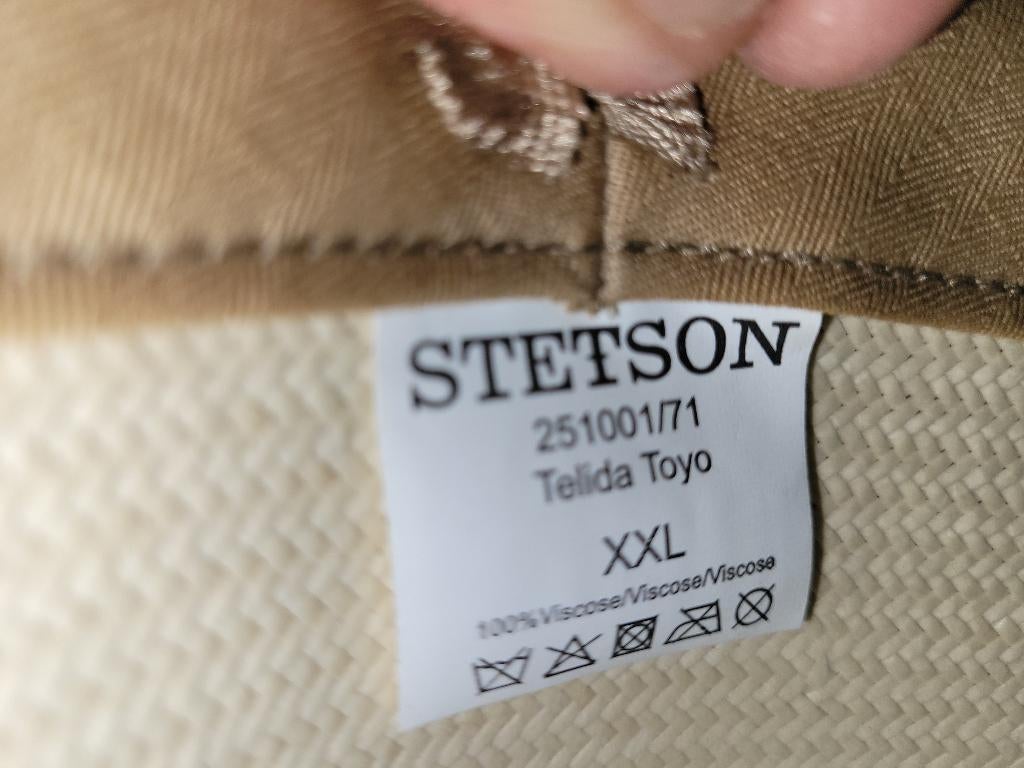 STETSON
251001/71
Telida Toyo
XXL
100%Viscose/Viscose/Viscose